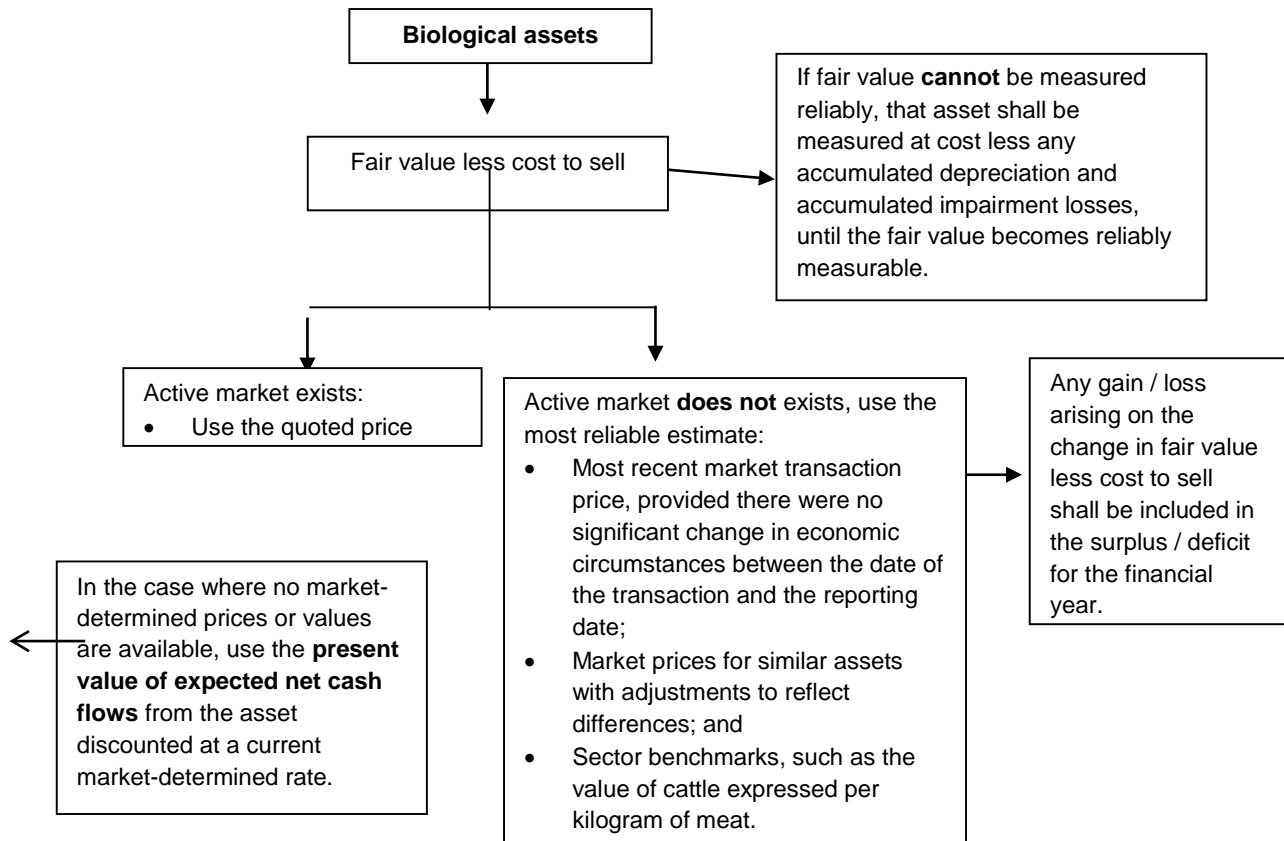 Biological assets
If fair value cannot be measured
reliably, that asset shall be
measured at cost less any
accumulated depreciation and
accumulated impairment losses,
until the fair value becomes reliably
measurable.
Fair value less cost to sell
Active market exists:
• Use the quoted price
Active market does not exists, use the
most reliable estimate:
• Most recent market transaction
price, provided there were no
significant change in economic
circumstances between the date of
the transaction and the reporting
date;
• Market prices for similar assets
with adjustments to reflect
differences; and
• Sector benchmarks, such as the
value of cattle expressed per
kilogram of meat.
Any gain / loss
arising on the
change in fair value
less cost to sell
shall be included in
the surplus / deficit
for the financial
year.
In the case where no market-
determined prices or values
are available, use the present
value of expected net cash
flows from the asset
discounted at a current
market-determined rate.